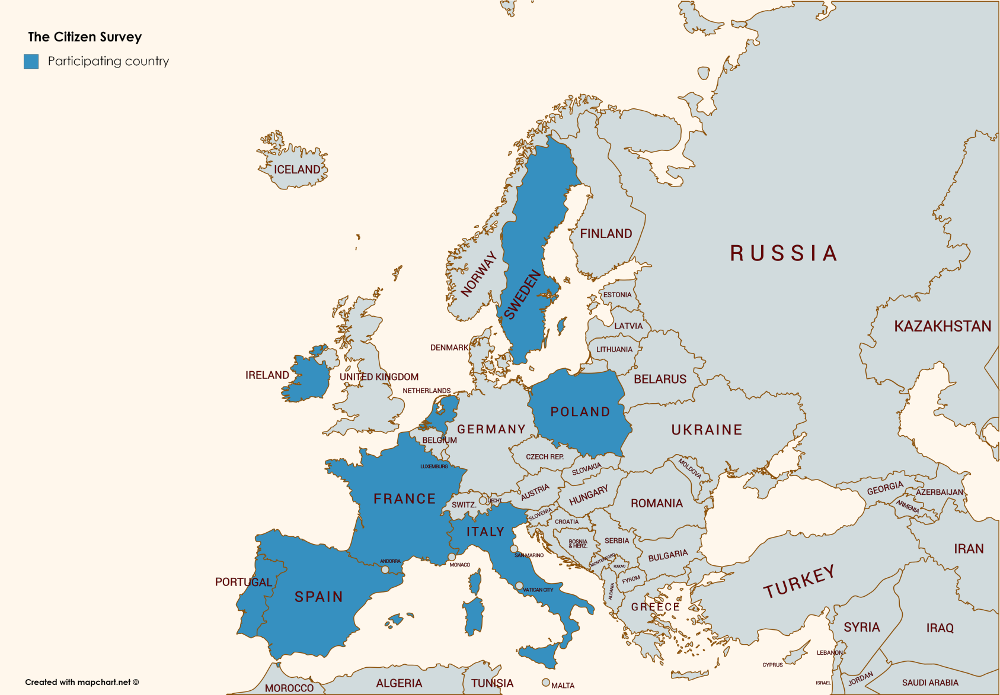 The Citizen Survey
Participating country
ICELAND
RUSSIA
FINLAND
NORWAY
SWEDEN
ESTONIA
LATVIA
KAZAKHSTAN
DENMARK
LITHUANIA
IRELAND
UNITED KINGDOM
BELARUS
NETHERLANDS
POLAND
GERMANY
UKRAINE
BELGIUM
CZECH REP.
LUXEMBURG
SLOVAKIA
MOLDOVA
FRANCE
AUSTRIA
HUNGARY
GEORGIA
AZERBAIJAN
SWITZ.
LIECHT.
ROMANIA
ARMENIA
SLOVENIA
CROATIA
ITALY
BOSNIA
& HERZ.
SERBIA
IRAN
SAN MARINO
BULGARIA
ANDORRA
MONACO
MONTENEGRO
KOSOVO
PORTUGAL
FYROM
TURKEY
SPAIN
VATICAN CITY
ALBANIA
GREECE
SYRIA
IRAQ
LEBANON
CYPRUS
MOROCCO
ALGERIA
TUNISIA
MALTA
ISRAEL
JORDAN
SAUDI ARABIA
Created with mapchart.net ©